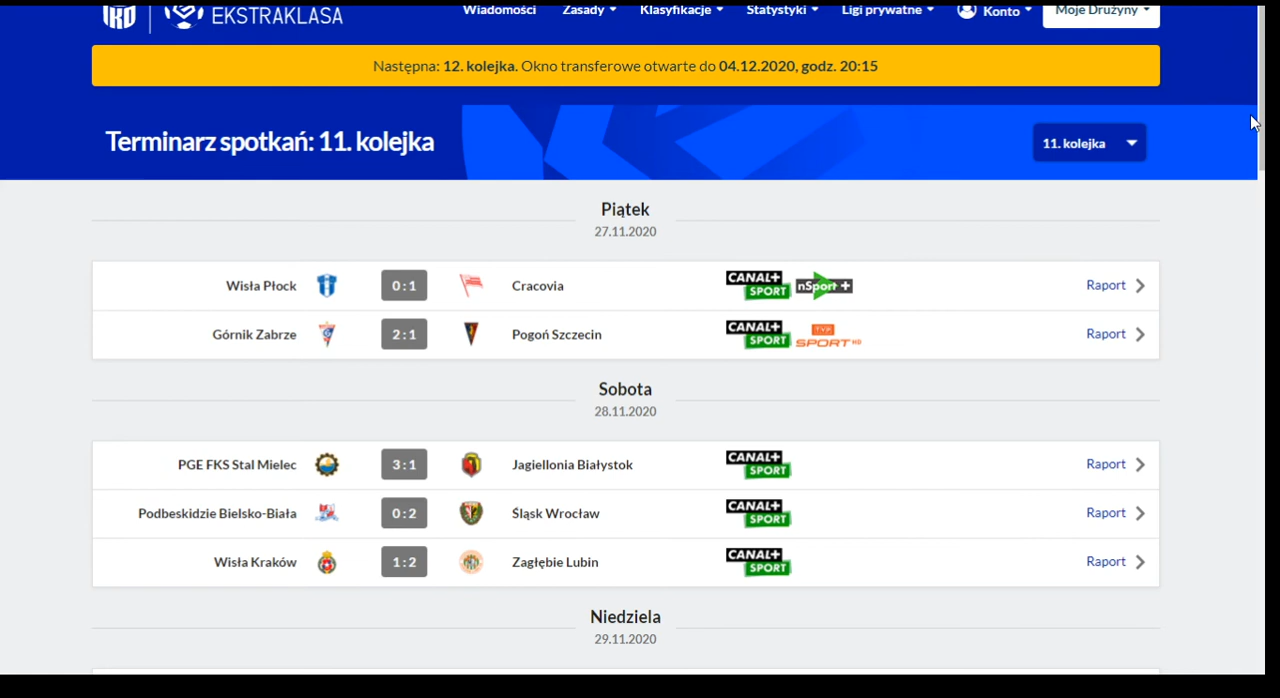 EKSTRAKLASA Wiadomości Zasady Klasyfikacje Statystyki Ligi prywatne Konto Moje Drużyny
Następna: 12. kolejka. Okno transferowe otwarte do 04.12.2020, godz. 20:15
Terminarz spotkań: 11. kolejka 11. kolejka
Piątek
27.11.2020
Wisła Płock 0:1 Cracovia CANAL+ SPORT nSport+ Raport
Górnik Zabrze 2:1 Pogoń Szczecin CANAL+ SPORT TVP SPORT HD Raport
Sobota
28.11.2020
PGE FKS Stal Mielec 3:1 Jagiellonia Białystok CANAL+ SPORT Raport
Podbeskidzie Bielsko-Biała 0:2 Śląsk Wrocław CANAL+ SPORT Raport
Wisła Kraków 1:2 Zagłębie Lubin CANAL+ SPORT Raport
Niedziela
29.11.2020